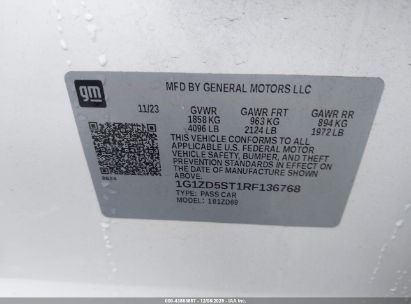 gm
MFD BY GENERAL MOTORS LLC
11/23 GVWR GAWR FRT GAWR RR
1858 KG 963 KG 894 KG
4096 LB 2124 LB 1972 LB
THIS VEHICLE CONFORMS TO ALL
APPLICABLE U.S. FEDERAL MOTOR
VEHICLE SAFETY, BUMPER, AND THEFT
PREVENTION STANDARDS IN EFFECT ON
THE DATE OF MANUFACTURE SHOWN
ABOVE.
1G1ZD5ST1RF136768
TYPE: PASS CAR
MODEL: 1B1ZD69